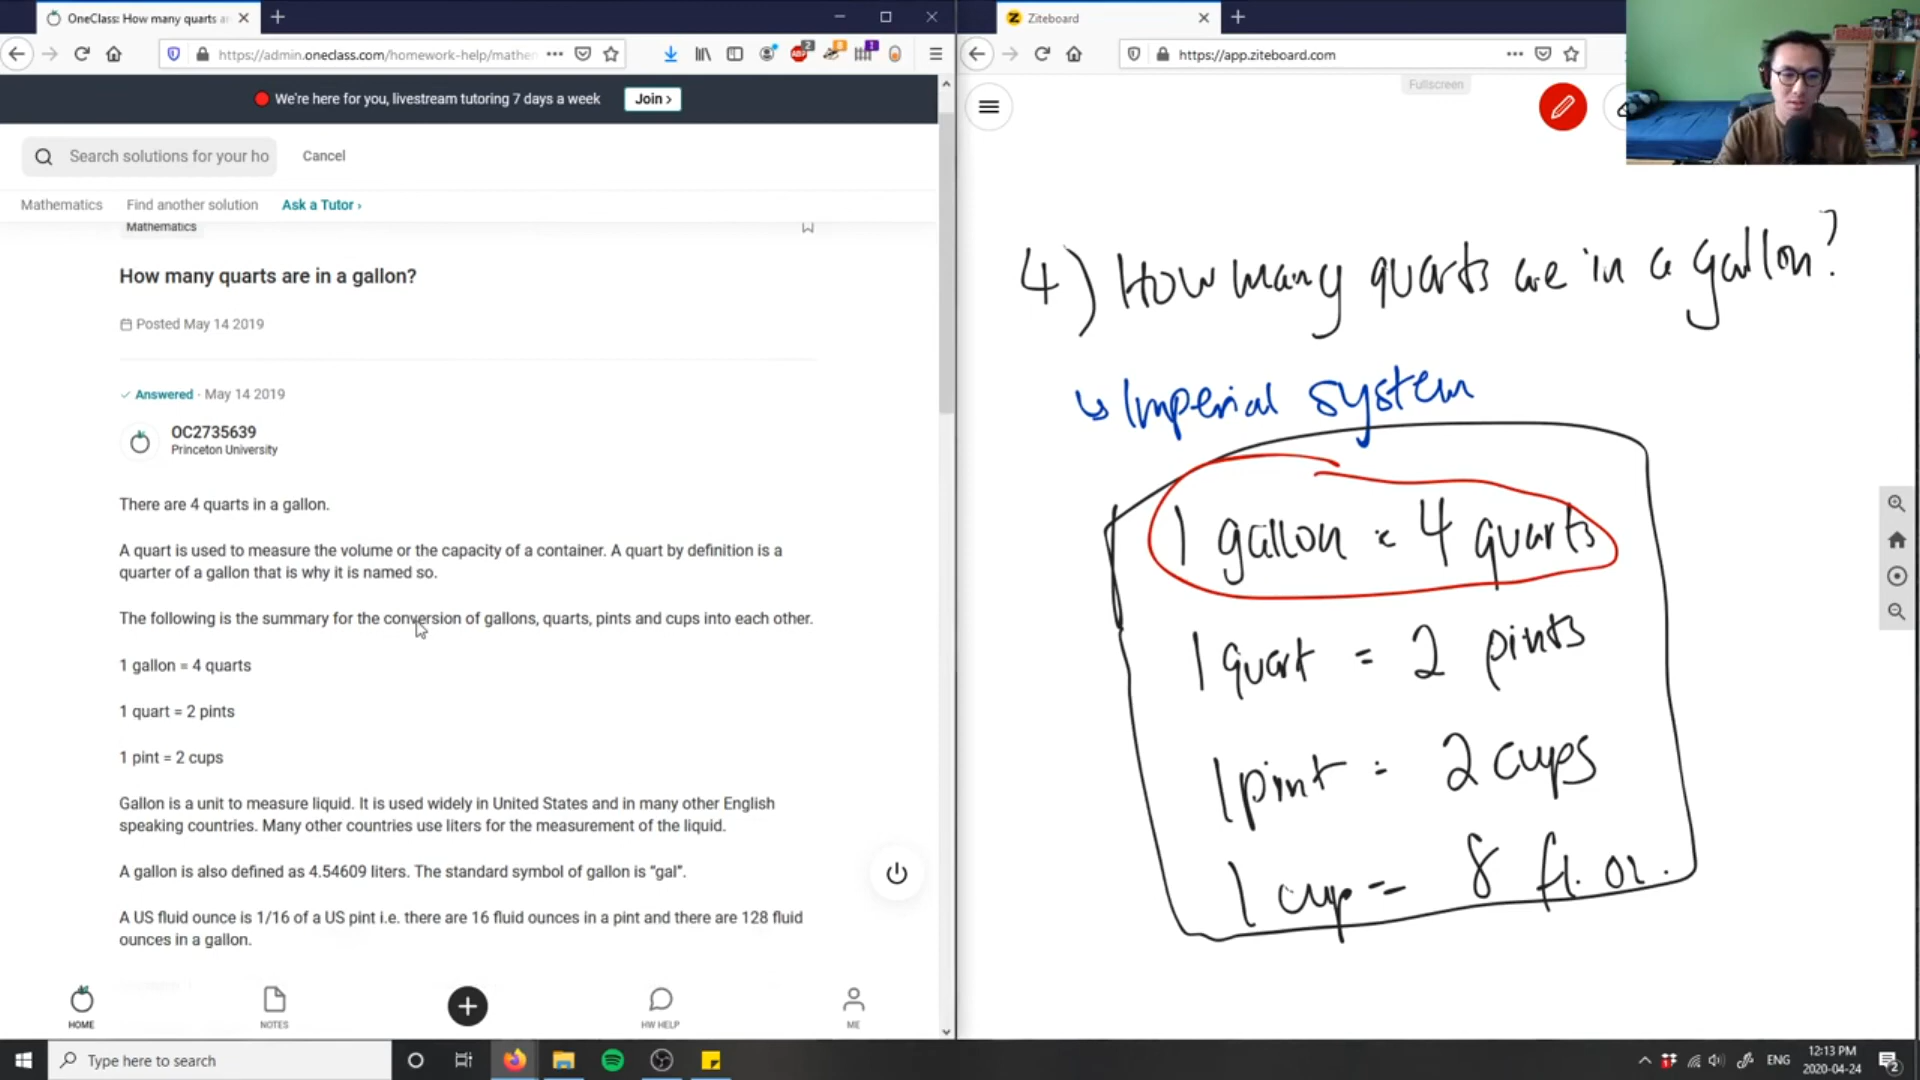 OneClass: How many quarts a
Ziteboard
https://admin.oneclass.com/homework-help/mathem
https://app.ziteboard.com
We're here for you, livestream tutoring 7 days a week
Join ›
Search solutions for your ho
Cancel
Mathematics
Find another solution
Ask a Tutor ›
Mathematics
How many quarts are in a gallon?
Posted May 14 2019
Answered · May 14 2019
OC2735639
Princeton University
There are 4 quarts in a gallon.
A quart is used to measure the volume or the capacity of a container. A quart by definition is a
quarter of a gallon that is why it is named so.
The following is the summary for the conversion of gallons, quarts, pints and cups into each other.
1 gallon = 4 quarts
1 quart = 2 pints
1 pint = 2 cups
Gallon is a unit to measure liquid. It is used widely in United States and in many other English
speaking countries. Many other countries use liters for the measurement of the liquid.
A gallon is also defined as 4.54609 liters. The standard symbol of gallon is “gal”.
A US fluid ounce is 1/16 of a US pint i.e. there are 16 fluid ounces in a pint and there are 128 fluid
ounces in a gallon.
HOME
NOTES
HW HELP
ME
Fullscreen
4) How many quarts are in a gallon?
↳ Imperial system
1 gallon = 4 quarts
1 quart = 2 pints
1 pint = 2 cups
1 cup = 8 fl. oz.
Type here to search
ENG
12:13 PM
2020-04-24
2